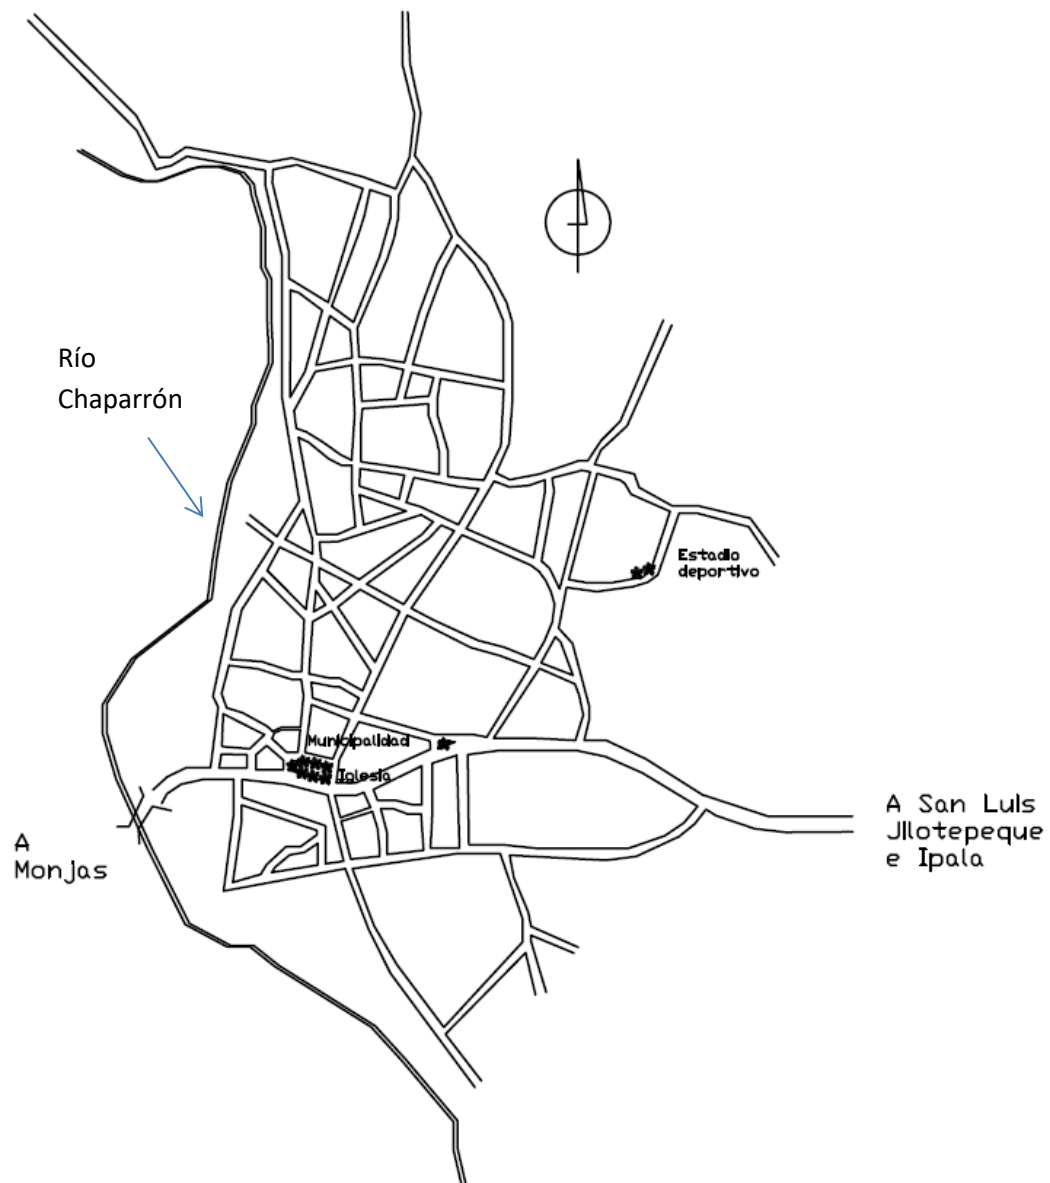 Río
Chaparrón
Estadio
deportivo
Municipalidad
Iglesia
A San Luis
Jilotepeque
e Ipala
A
Monjas